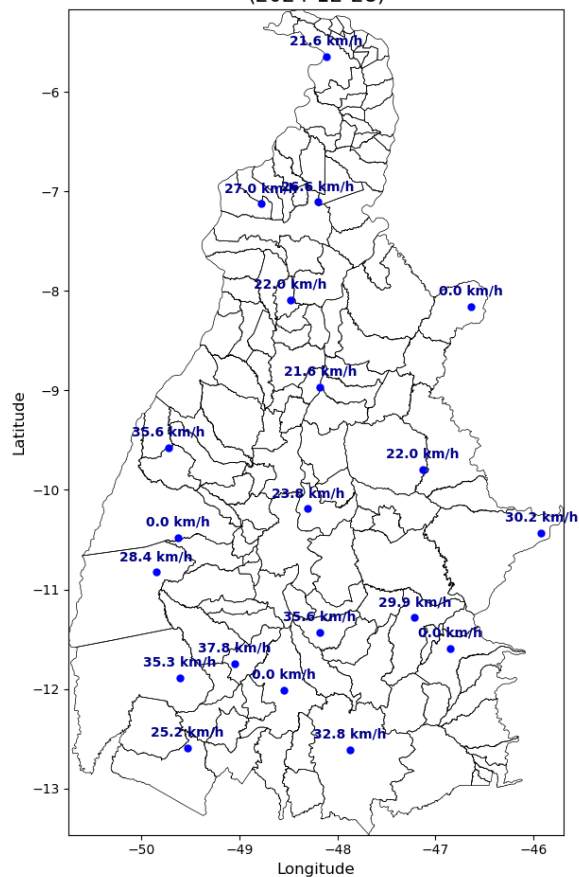 21.6 km/h
27.0 km/h
26.6 km/h
22.0 km/h
0.0 km/h
21.6 km/h
35.6 km/h
22.0 km/h
23.8 km/h
0.0 km/h
30.2 km/h
28.4 km/h
29.9 km/h
35.6 km/h
0.0 km/h
37.8 km/h
35.3 km/h
0.0 km/h
25.2 km/h
32.8 km/h
Latitude
−6
−7
−8
−9
−10
−11
−12
−13
−50 −49 −48 −47 −46
Longitude